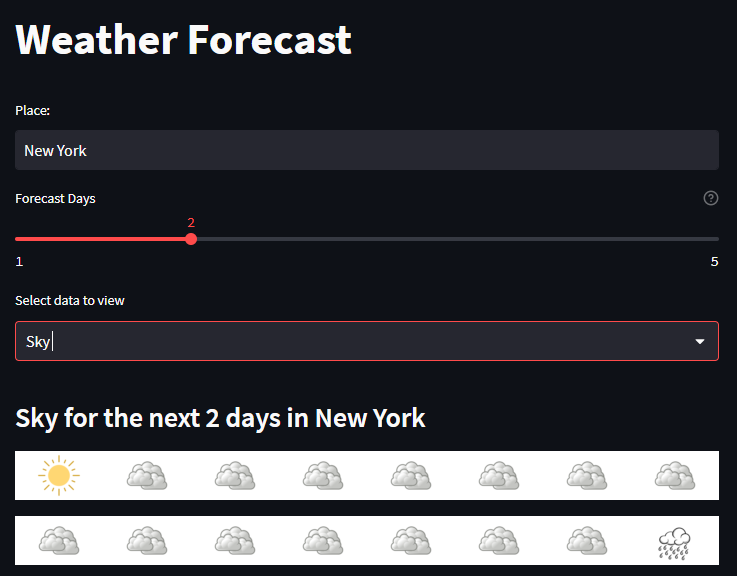 Weather Forecast
Place:
New York
Forecast Days
?
2
1 5
Select data to view
Sky
Sky for the next 2 days in New York